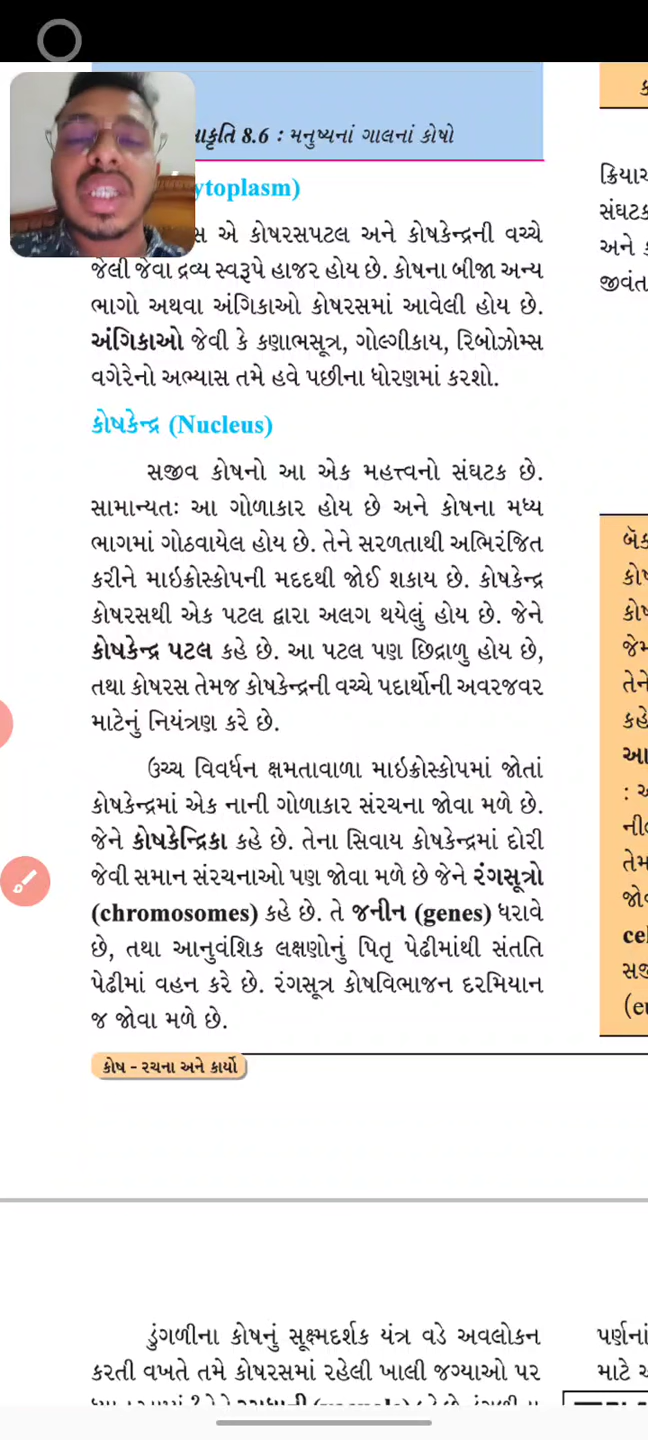 આકૃતિ 8.6 : મનુષ્યનાં ગાલનાં કોષો
ytoplasm)
સ એ કોષરસપટલ અને કોષકેન્દ્રની વચ્ચે
જેલી જેવા દ્રવ્ય સ્વરૂપે હાજર હોય છે. કોષના બીજા અન્ય
ભાગો અથવા અંગિકાઓ કોષરસમાં આવેલી હોય છે.
અંગિકાઓ જેવી કે કણાભસૂત્ર, ગોલ્ગીકાય, રિબોઝોમ્સ
વગેરેનો અભ્યાસ તમે હવે પછીના ધોરણમાં કરશો.
કોષકેન્દ્ર (Nucleus)
સજીવ કોષનો આ એક મહત્ત્વનો સંઘટક છે.
સામાન્યતઃ આ ગોળાકાર હોય છે અને કોષના મધ્ય
ભાગમાં ગોઠવાયેલ હોય છે. તેને સરળતાથી અભિરંજિત
કરીને માઇક્રોસ્કોપની મદદથી જોઈ શકાય છે. કોષકેન્દ્ર
કોષરસથી એક પટલ દ્વારા અલગ થયેલું હોય છે. જેને
કોષકેન્દ્ર પટલ કહે છે. આ પટલ પણ છિદ્રાળુ હોય છે,
તથા કોષરસ તેમજ કોષકેન્દ્રની વચ્ચે પદાર્થોની અવરજવર
માટેનું નિયંત્રણ કરે છે.
ઉચ્ચ વિવર્ધન ક્ષમતાવાળા માઇક્રોસ્કોપમાં જોતાં
કોષકેન્દ્રમાં એક નાની ગોળાકાર સંરચના જોવા મળે છે.
જેને કોષકેન્દ્રિકા કહે છે. તેના સિવાય કોષકેન્દ્રમાં દોરી
જેવી સમાન સંરચનાઓ પણ જોવા મળે છે જેને રંગસૂત્રો
(chromosomes) કહે છે. તે જનીન (genes) ધરાવે
છે, તથા આનુવંશિક લક્ષણોનું પિતૃ પેઢીમાંથી સંતતિ
પેઢીમાં વહન કરે છે. રંગસૂત્ર કોષવિભાજન દરમિયાન
જ જોવા મળે છે.
કોષ - રચના અને કાર્યો
ડુંગળીના કોષનું સૂક્ષ્મદર્શક યંત્ર વડે અવલોકન
કરતી વખતે તમે કોષરસમાં રહેલી ખાલી જગ્યાઓ પર
ક્રિયાઅ
સંઘટક
અને
જીવંત
બૅક
કોષ
કોષ
જેમ
તેને
કહે
આ
નીલ
તેમ
જોવ
cel
સજી
(eu
પર્ણનાં
માટે